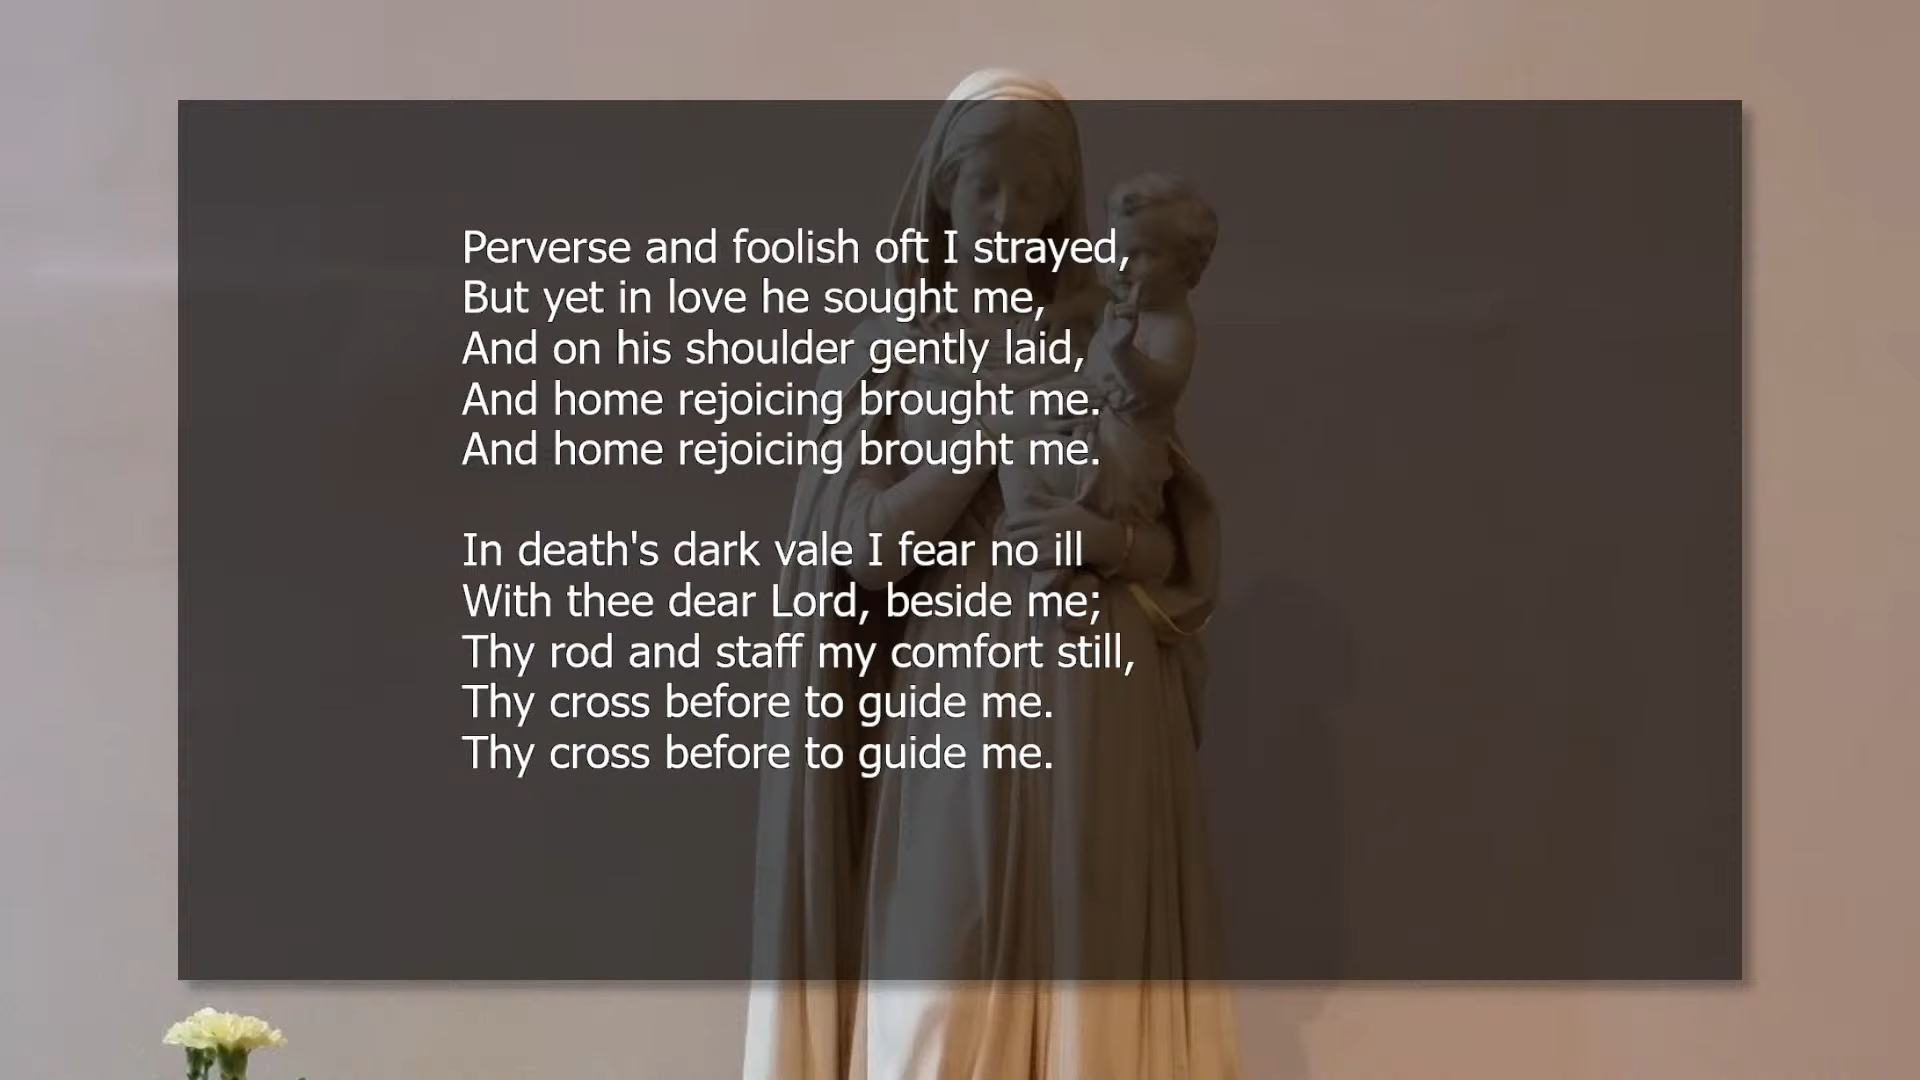 Perverse and foolish oft I strayed,
But yet in love he sought me,
And on his shoulder gently laid,
And home rejoicing brought me.
And home rejoicing brought me.
In death's dark vale I fear no ill
With thee dear Lord, beside me;
Thy rod and staff my comfort still,
Thy cross before to guide me.
Thy cross before to guide me.